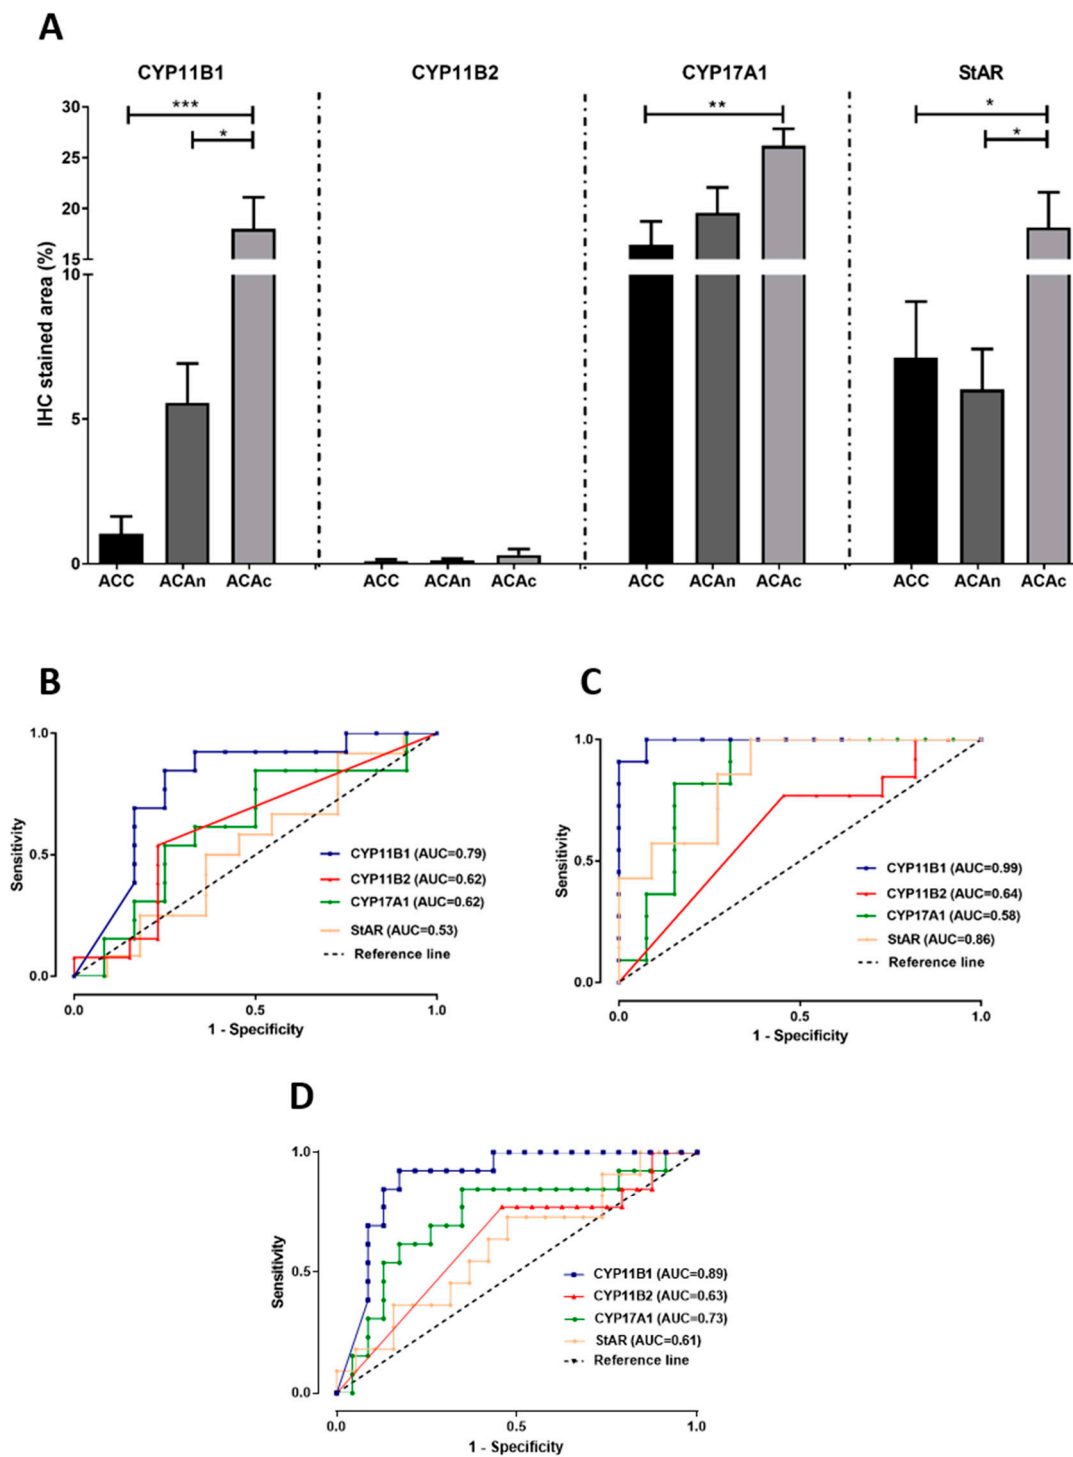 A
CYP11B1 CYP11B2 CYP17A1 StAR
*** ** *
* *
30
25
20
15
10
5
0
IHC stained area (%)
ACC ACAn ACAc ACC ACAn ACAc ACC ACAn ACAc ACC ACAn ACAc
B
1.0
0.5
0.0
Sensitivity
CYP11B1 (AUC=0.79)
CYP11B2 (AUC=0.62)
CYP17A1 (AUC=0.62)
StAR (AUC=0.53)
Reference line
0.0 0.5 1.0
1 - Specificity
C
1.0
0.5
0.0
Sensitivity
CYP11B1 (AUC=0.99)
CYP11B2 (AUC=0.64)
CYP17A1 (AUC=0.58)
StAR (AUC=0.86)
Reference line
0.0 0.5 1.0
1 - Specificity
D
1.0
0.5
0.0
Sensitivity
CYP11B1 (AUC=0.89)
CYP11B2 (AUC=0.63)
CYP17A1 (AUC=0.73)
StAR (AUC=0.61)
Reference line
0.0 0.5 1.0
1 - Specificity